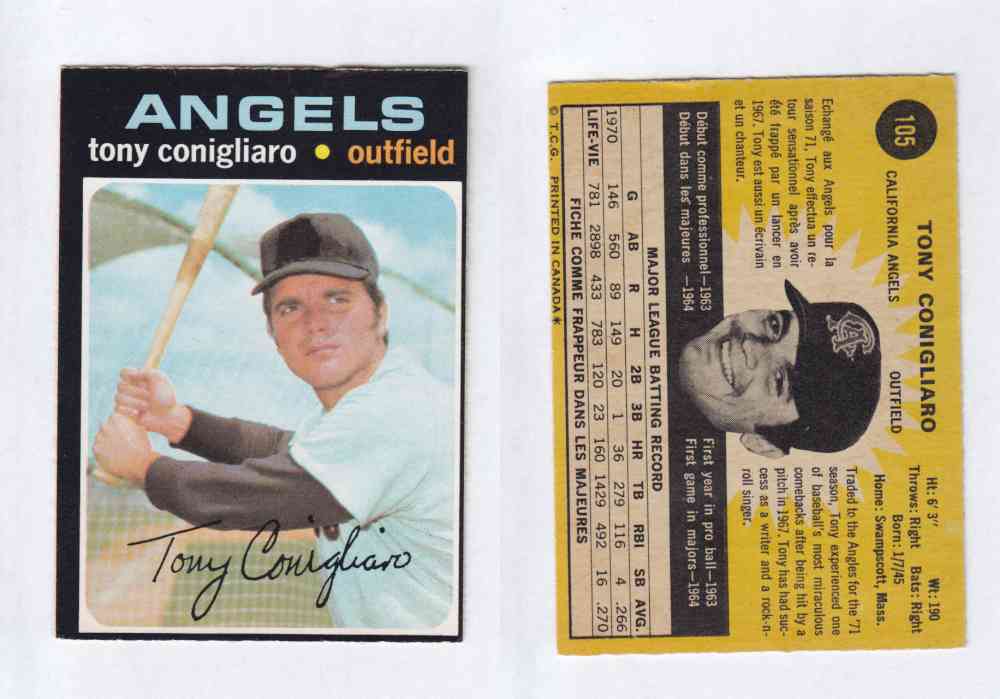 ANGELS
tony conigliaro • outfield
Tony Conigliaro
105
TONY CONIGLIARO
CALIFORNIA ANGELS OUTFIELD
Ht: 6' 3" Wt: 190
Throws: Right Bats: Right
Born: 1/7/45
Home: Swampscott, Mass.
Echangé aux Angels pour la
saison 71, Tony effectua un re-
tour sensationnel après avoir
été frappé par un lancer en
1967. Tony est aussi un écrivain
et un chanteur.
Traded to the Angles for the '71
season, Tony experienced one
of baseball's most miraculous
comebacks after being hit by a
pitch in 1967. Tony has had suc-
cess as a writer and a rock-n-
roll singer.
Début comme professionnel—1963
Début dans les majeures —1964
First year in pro ball—1963
First game in majors—1964
MAJOR LEAGUE BATTING RECORD
G AB R H 2B 3B HR TB RBI SB AVG.
1970 146 560 89 149 20 1 36 279 116 4 .266
LIFE-VIE 781 2898 433 783 120 23 160 1429 492 16 .270
FICHE COMME FRAPPEUR DANS LES MAJEURES
© T.C.G. PRINTED IN CANADA*